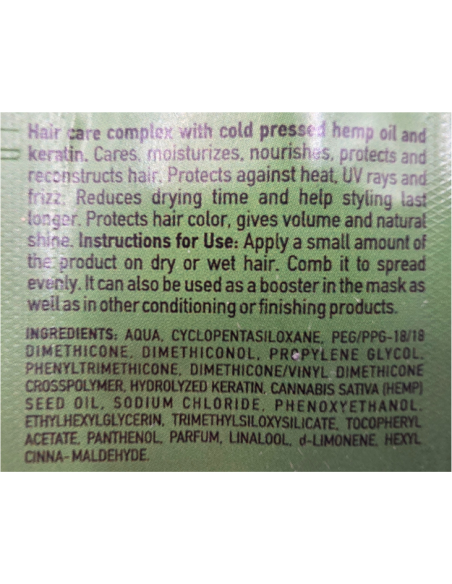 Hair care complex with cold pressed hemp oil and
keratin. Cares, moisturizes, nourishes, protects and
reconstructs hair. Protects against heat, UV rays and
frizz. Reduces drying time and help styling last
longer. Protects hair color, gives volume and natural
shine. Instructions for Use: Apply a small amount of
the product on dry or wet hair. Comb it to spread
evenly. It can also be used as a booster in the mask as
well as in other conditioning or finishing products.
INGREDIENTS: AQUA, CYCLOPENTASILOXANE, PEG/PPG-18/18
DIMETHICONE, DIMETHICONOL, PROPYLENE GLYCOL,
PHENYLTRIMETHICONE, DIMETHICONE/VINYL DIMETHICONE
CROSSPOLYMER, HYDROLYZED KERATIN, CANNABIS SATIVA (HEMP)
SEED OIL, SODIUM CHLORIDE, PHENOXYETHANOL,
ETHYLHEXYLGLYCERIN, TRIMETHYLSILOXYSILICATE, TOCOPHERYL
ACETATE, PANTHENOL, PARFUM, LINALOOL, d-LIMONENE, HEXYL
CINNA-MALDEHYDE.